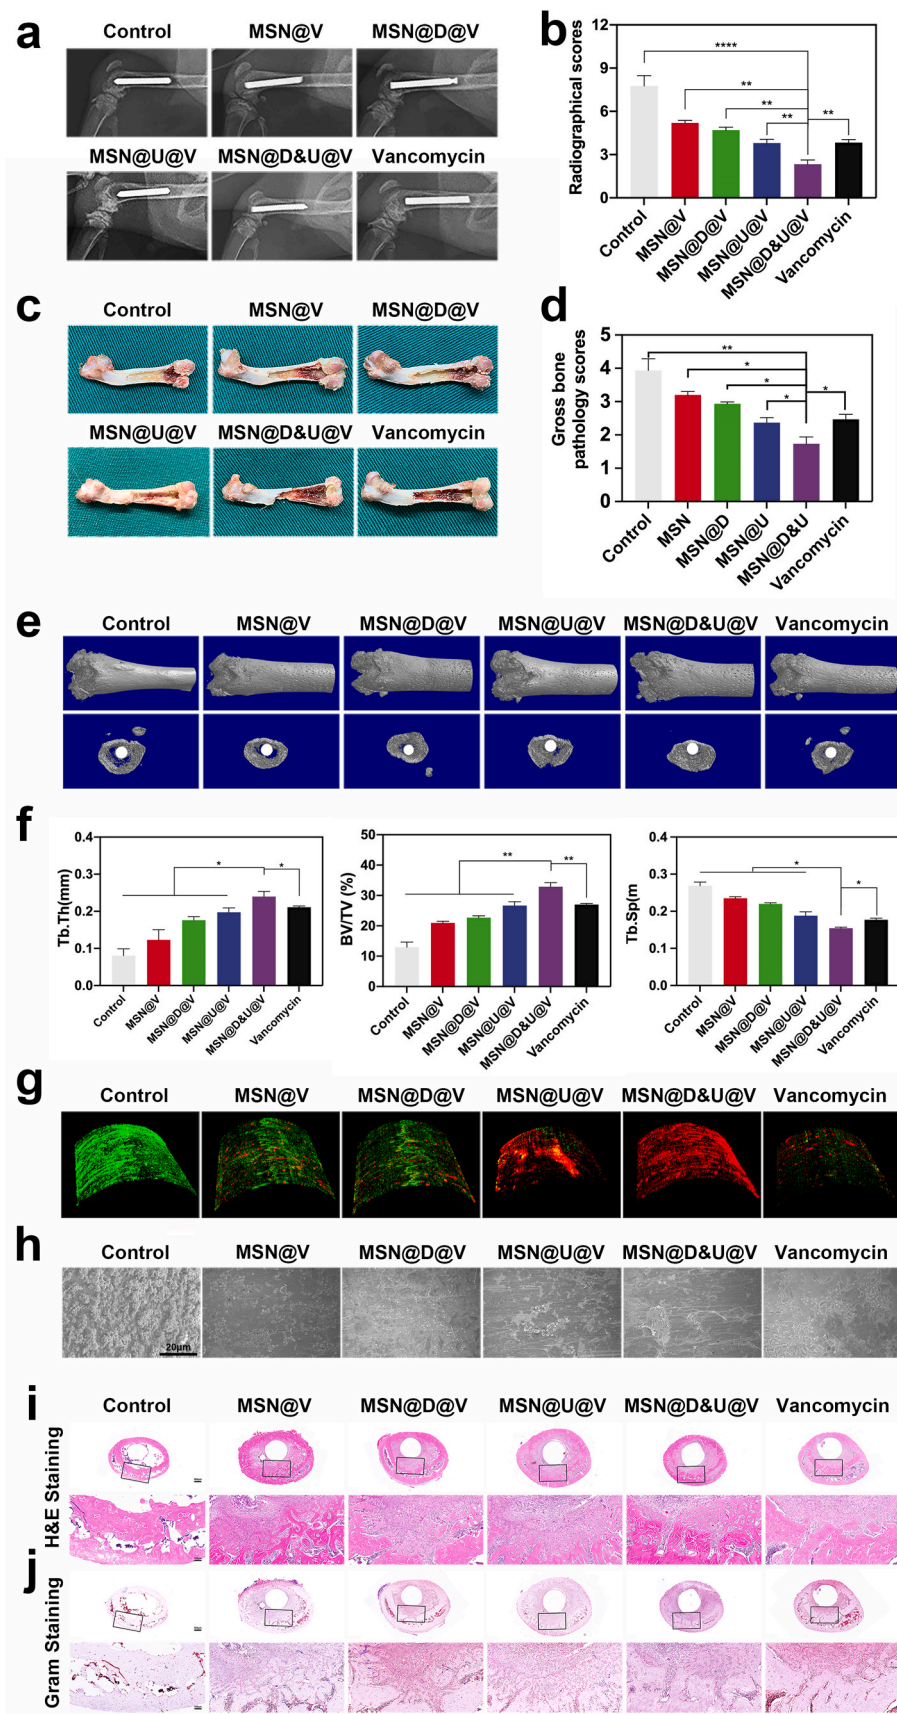 a
Control MSN@V MSN@D@V
MSN@U@V MSN@D&U@V Vancomycin
b
Radiographical scores
12
9
6
3
0
****
**
**
**
**
Control MSN@V MSN@D@V MSN@U@V MSN@D&U@V Vancomycin
c
Control MSN@V MSN@D@V
MSN@U@V MSN@D&U@V Vancomycin
d
Gross bone
pathology scores
5
4
3
2
1
0
**
*
*
*
*
Control MSN MSN@D MSN@U MSN@D&U Vancomycin
e
Control MSN@V MSN@D@V MSN@U@V MSN@D&U@V Vancomycin
f
Tb.Th(mm)
0.4
0.3
0.2
0.1
0.0
*
*
Control MSN@V MSN@D@V MSN@U@V MSN@D&U@V Vancomycin
BV/TV (%)
50
40
30
20
10
0
**
**
Control MSN@V MSN@D@V MSN@U@V MSN@D&U@V Vancomycin
Tb.Sp(m
0.4
0.3
0.2
0.1
0.0
*
*
Control MSN@V MSN@D@V MSN@U@V MSN@D&U@V Vancomycin
g
Control MSN@V MSN@D@V MSN@U@V MSN@D&U@V Vancomycin
h
Control MSN@V MSN@D@V MSN@U@V MSN@D&U@V Vancomycin
20μm
i
Control MSN@V MSN@D@V MSN@U@V MSN@D&U@V Vancomycin
H&E Staining
j
Gram Staining